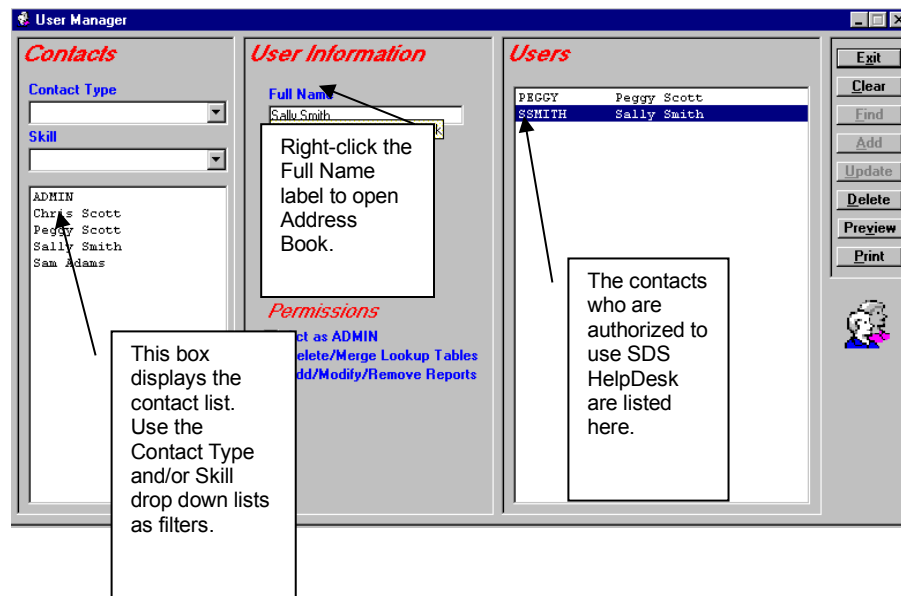 User Manager
Contacts
Contact Type
Skill
ADMIN
Chris Scott
Peggy Scott
Sally Smith
Sam Adams
This box
displays the
contact list.
Use the
Contact Type
and/or Skill
drop down lists
as filters.
User Information
Full Name
Sally Smith
k
Right-click the
Full Name
label to open
Address
Book.
Permissions
ct as ADMIN
elete/Merge Lookup Tables
dd/Modify/Remove Reports
Users
PEGGY Peggy Scott
SSMITH Sally Smith
The contacts
who are
authorized to
use SDS
HelpDesk
are listed
here.
Exit
Clear
Find
Add
Update
Delete
Preview
Print